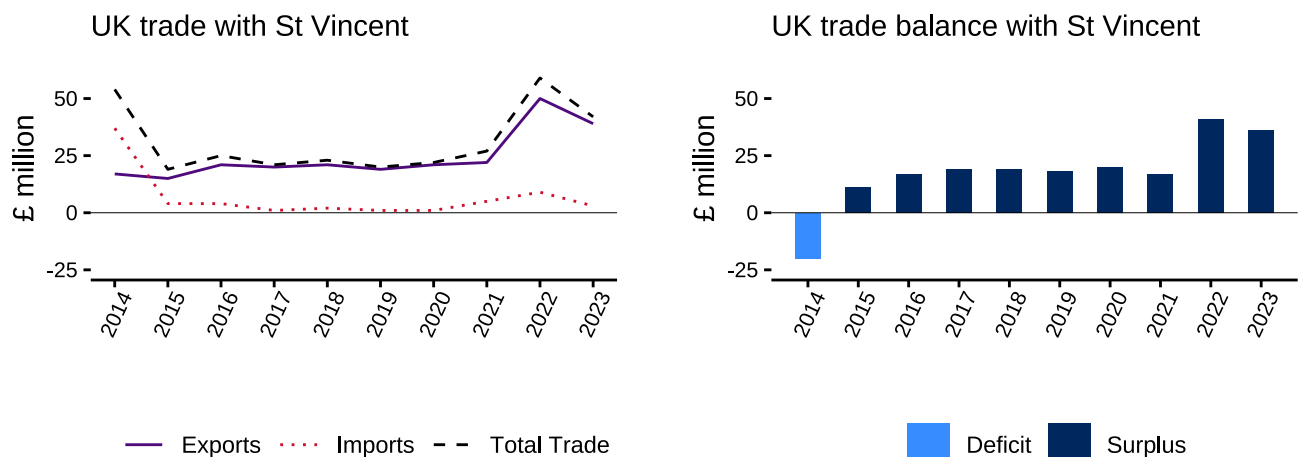 UK trade with St Vincent
£ million
50
25
0
-25
2014 2015 2016 2017 2018 2019 2020 2021 2022 2023
Exports Imports Total Trade
UK trade balance with St Vincent
£ million
50
25
0
-25
2014 2015 2016 2017 2018 2019 2020 2021 2022 2023
Deficit Surplus